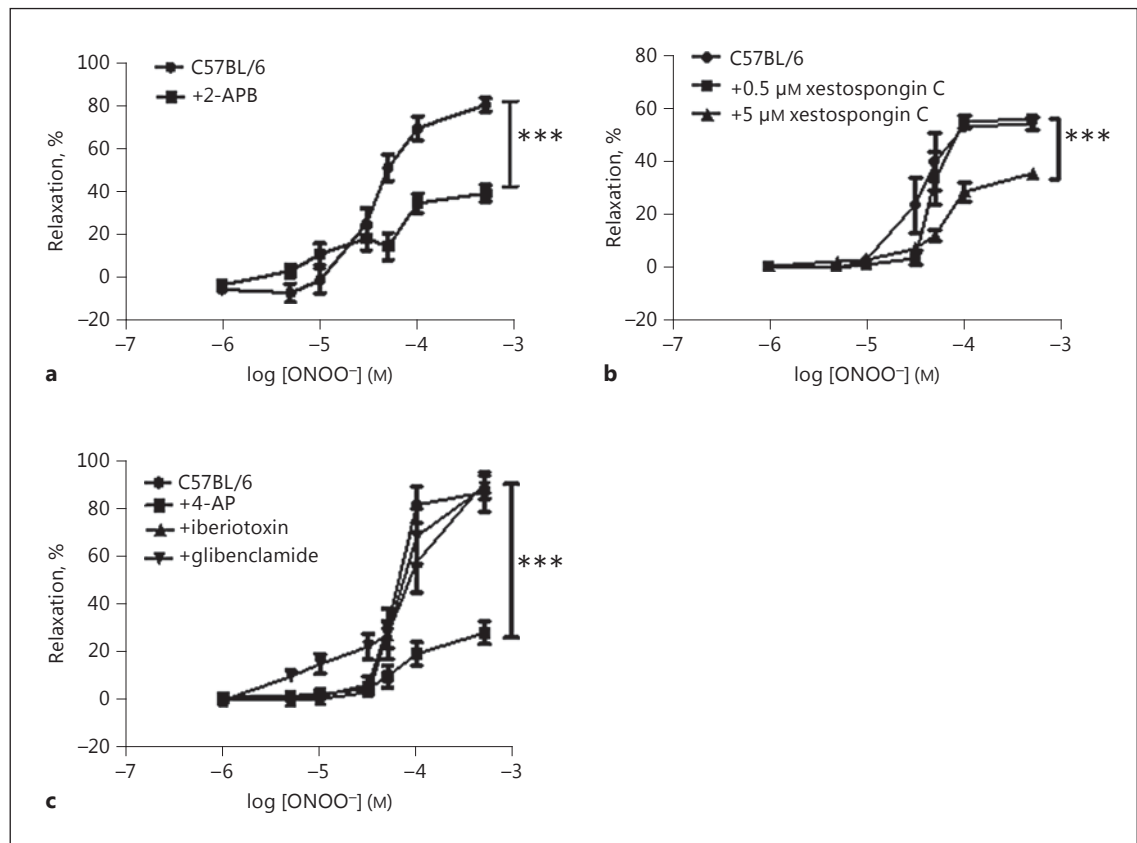 100
80
60
40
20
0
−20
Relaxation, %
C57BL/6
+2-APB
***
−7 −6 −5 −4 −3
log [ONOO⁻] (M)
a
80
60
40
20
0
−20
Relaxation, %
C57BL/6
+0.5 µM xestospongin C
+5 µM xestospongin C
***
−7 −6 −5 −4 −3
log [ONOO⁻] (M)
b
100
80
60
40
20
0
−20
Relaxation, %
C57BL/6
+4-AP
+iberiotoxin
+glibenclamide
***
−7 −6 −5 −4 −3
log [ONOO⁻] (M)
c